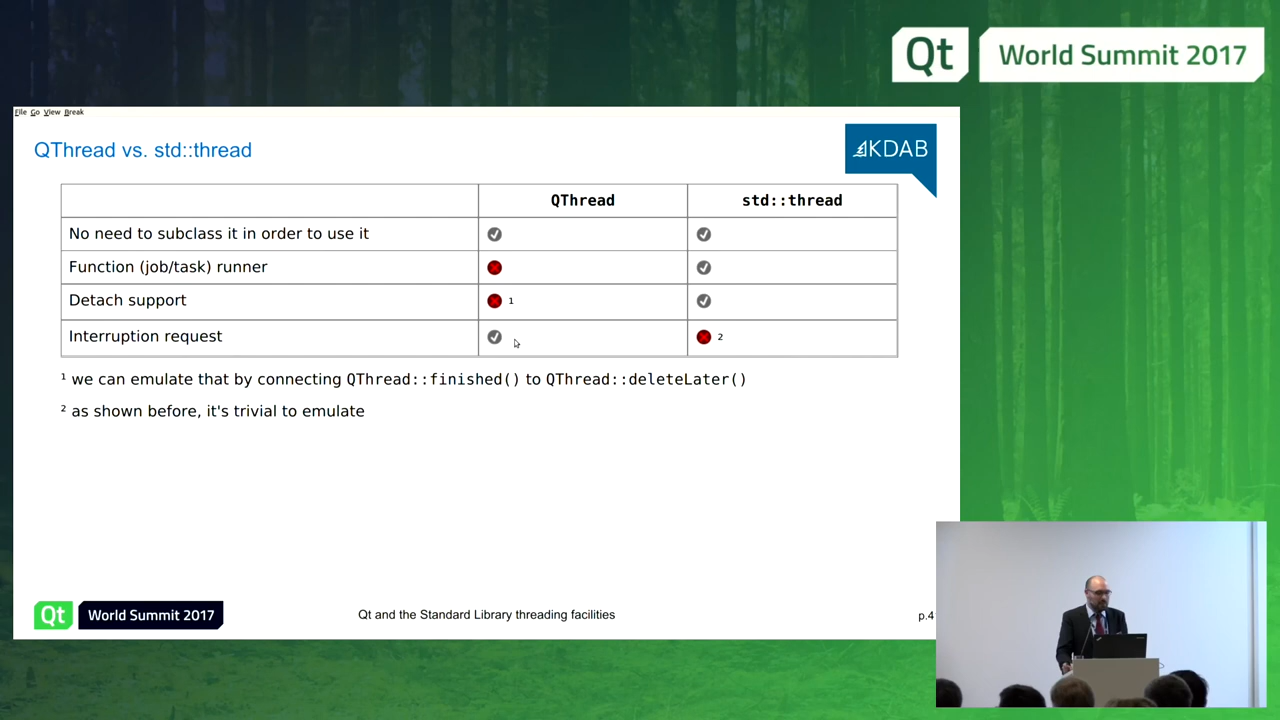 Qt World Summit 2017
File Go View Break
QThread vs. std::thread
KDAB
QThread std::thread
No need to subclass it in order to use it
Function (job/task) runner
Detach support 1
Interruption request 2
1 we can emulate that by connecting QThread::finished() to QThread::deleteLater()
2 as shown before, it's trivial to emulate
Qt World Summit 2017 Qt and the Standard Library threading facilities p.4